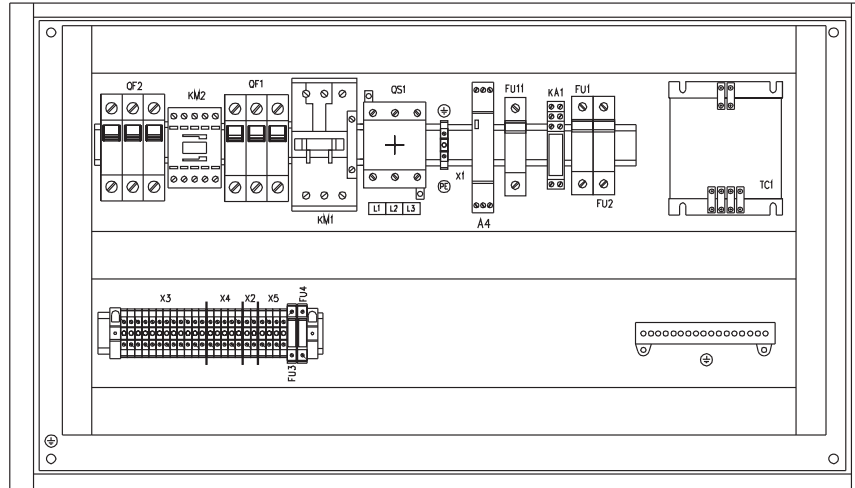 QF2
KM2
QF1
KM1
QS1
L1 L2 L3
PE
X1
A4
FU11
KA1
FU1
FU2
TC1
X3 X4 X2 X5
FU4
FU3